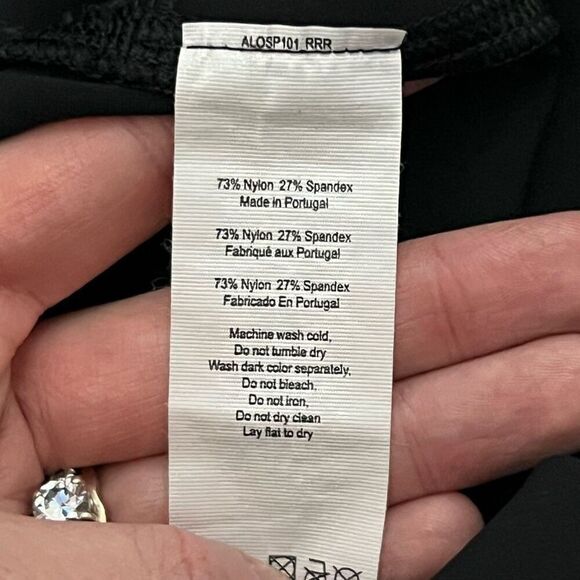 ALOSP101 RRR
73% Nylon 27% Spandex
Made in Portugal
73% Nylon 27% Spandex
Fabriqué aux Portugal
73% Nylon 27% Spandex
Fabricado En Portugal
Machine wash cold,
Do not tumble dry
Wash dark color separately,
Do not bleach,
Do not iron,
Do not dry clean
Lay flat to dry